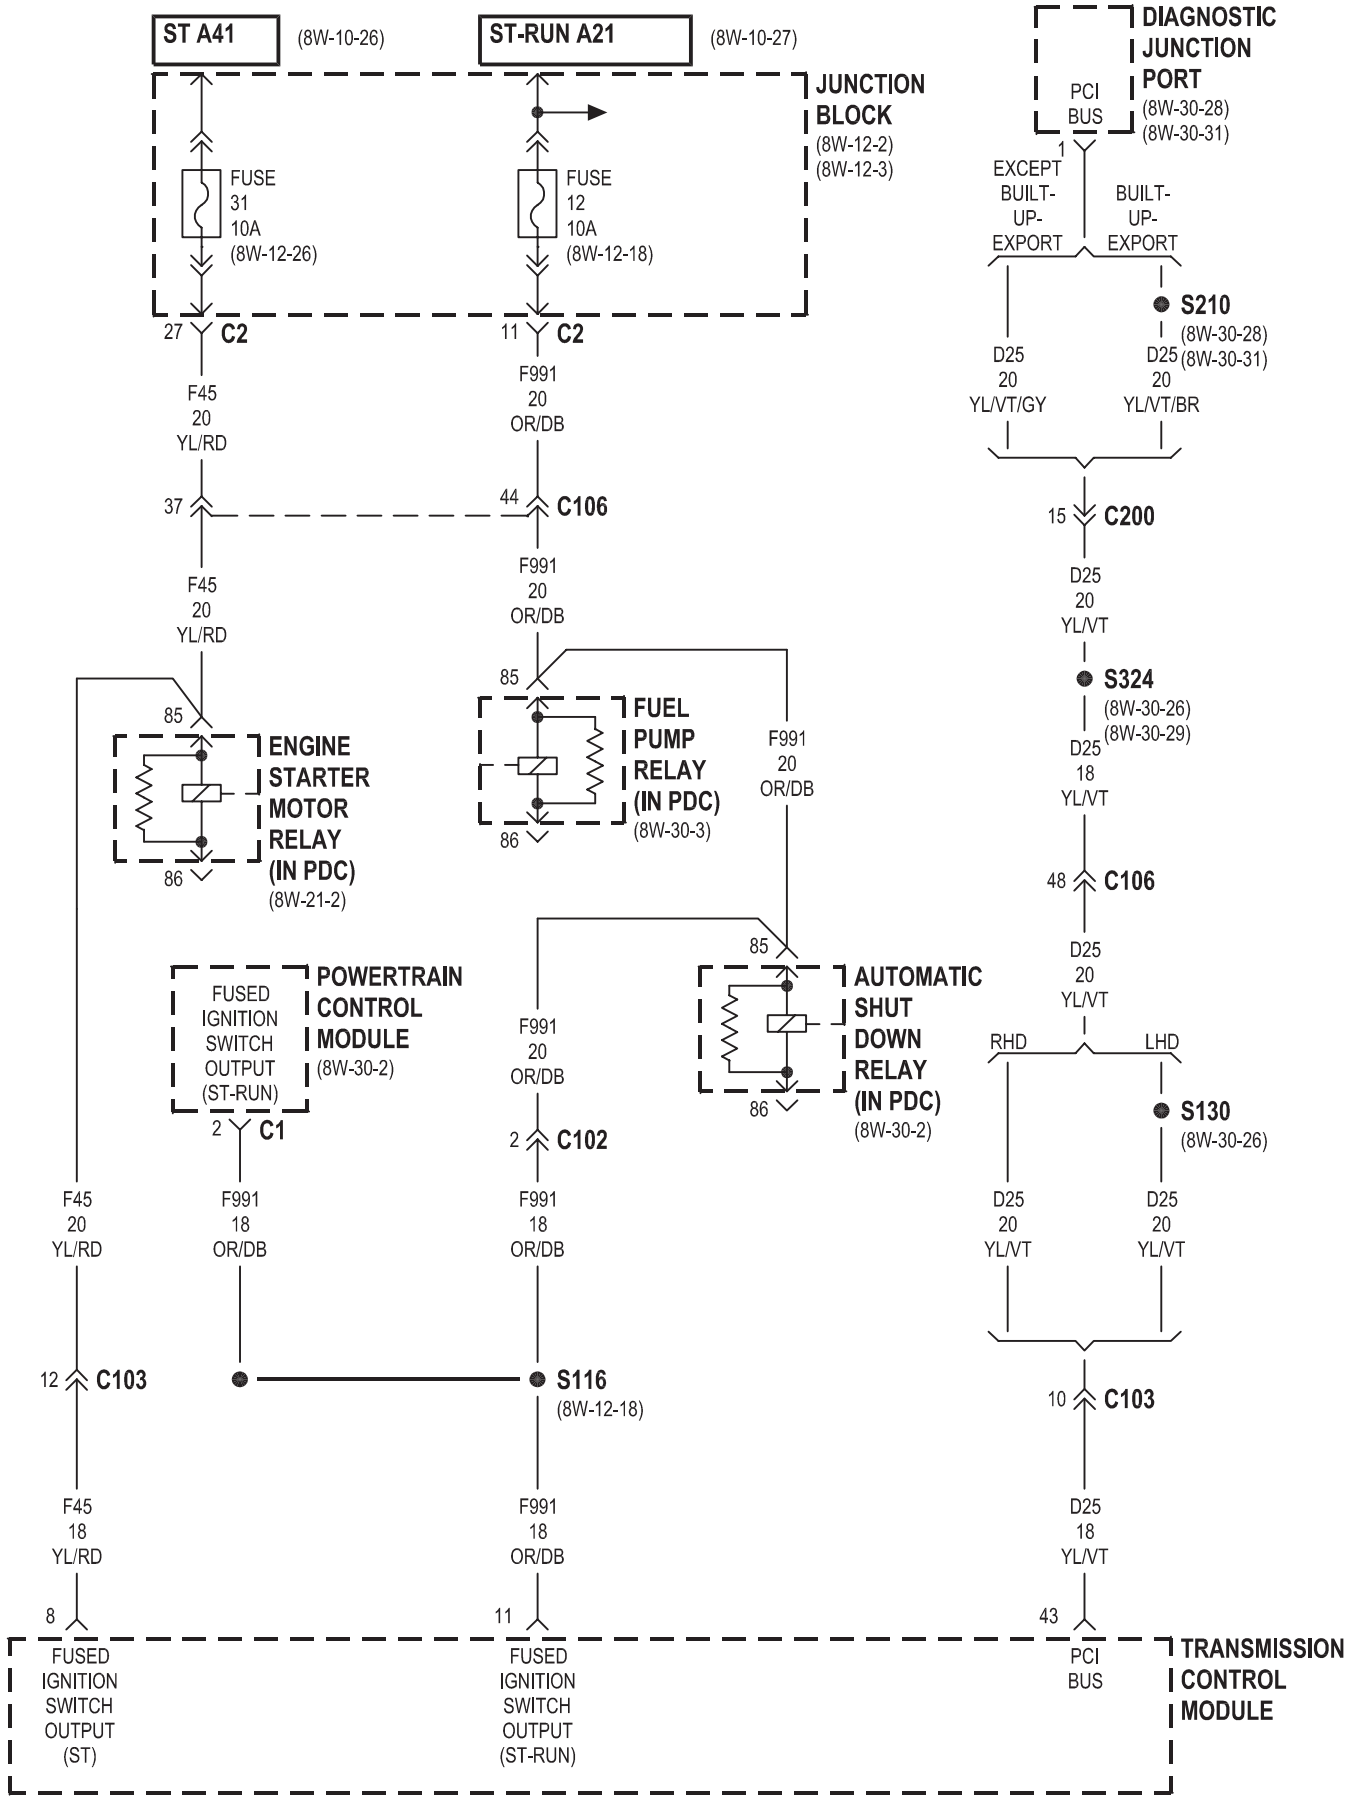 ST A41
(8W-10-26)
ST-RUN A21
(8W-10-27)
DIAGNOSTIC
JUNCTION
PORT
(8W-30-28)
(8W-30-31)
PCI
BUS
1
JUNCTION
BLOCK
(8W-12-2)
(8W-12-3)
FUSE
31
10A
(8W-12-26)
FUSE
12
10A
(8W-12-18)
EXCEPT
BUILT-
UP-
EXPORT
BUILT-
UP-
EXPORT
S210
(8W-30-28)
(8W-30-31)
27
C2
11
C2
F45
20
YL/RD
F991
20
OR/DB
D25
20
YL/VT/GY
D25
20
YL/VT/BR
37
44
C106
15
C200
F45
20
YL/RD
F991
20
OR/DB
D25
20
YL/VT
S324
(8W-30-26)
(8W-30-29)
85
ENGINE
STARTER
MOTOR
RELAY
(IN PDC)
(8W-21-2)
86
85
FUEL
PUMP
RELAY
(IN PDC)
(8W-30-3)
86
F991
20
OR/DB
D25
18
YL/VT
48
C106
D25
20
YL/VT
85
AUTOMATIC
SHUT
DOWN
RELAY
(IN PDC)
(8W-30-2)
86
FUSED
IGNITION
SWITCH
OUTPUT
(ST-RUN)
POWERTRAIN
CONTROL
MODULE
(8W-30-2)
2
C1
F991
20
OR/DB
2
C102
RHD
LHD
S130
(8W-30-26)
F45
20
YL/RD
F991
18
OR/DB
F991
18
OR/DB
D25
20
YL/VT
D25
20
YL/VT
12
C103
S116
(8W-12-18)
10
C103
F45
18
YL/RD
F991
18
OR/DB
D25
18
YL/VT
8
11
43
FUSED
IGNITION
SWITCH
OUTPUT
(ST)
FUSED
IGNITION
SWITCH
OUTPUT
(ST-RUN)
PCI
BUS
TRANSMISSION
CONTROL
MODULE